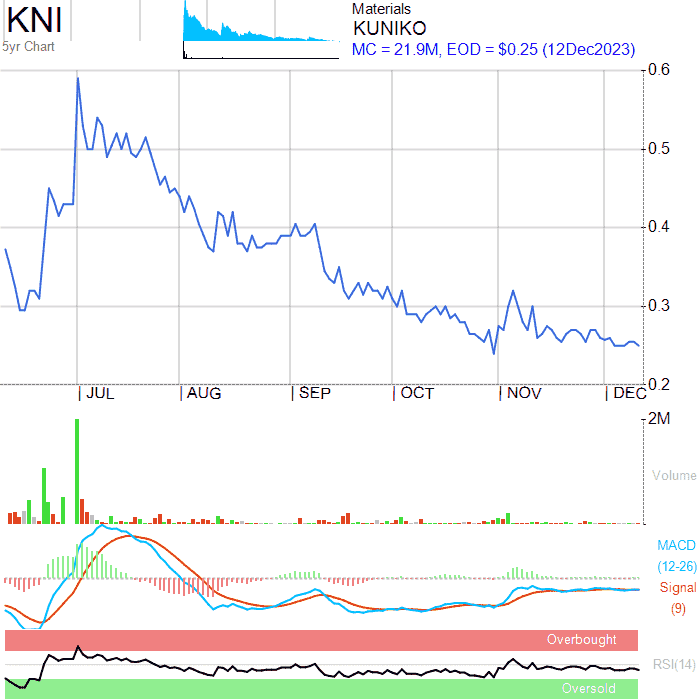 KNI
5yr Chart
Materials
KUNIKO
MC = 21.9M, EOD = $0.25 (12Dec2023)
0.6
0.5
0.4
0.3
0.2
| JUL | AUG | SEP | OCT | NOV | DEC
2M
Volume
MACD
(12-26)
Signal
(9)
Overbought
RSI(14)
Oversold